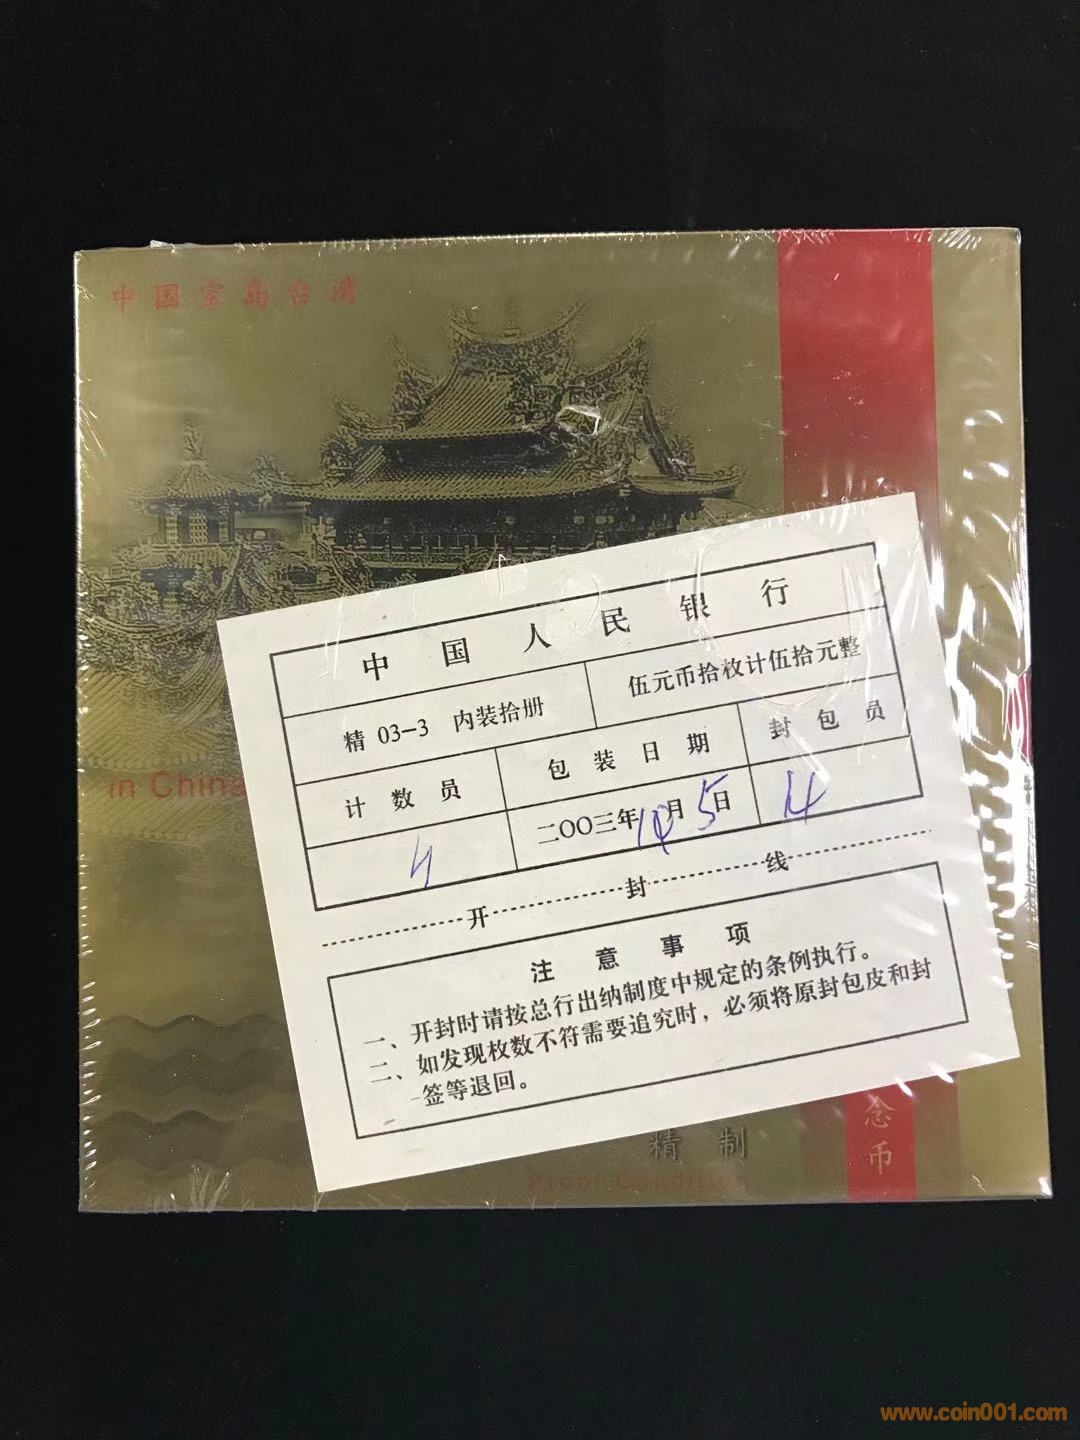 中国宝岛台湾
中国人民银行
精 03-3 内装拾册
伍元币拾枚计伍拾元整
计数员
包装日期
封包员
二〇〇三年 月 5日
开封线
注意事项
一、开封时请按总行出纳制度中规定的条例执行。
二、如发现枚数不符需要追究时，必须将原封包皮和封
签等退回。
in China
念币
精制
Proof Condition
www.coin001.com